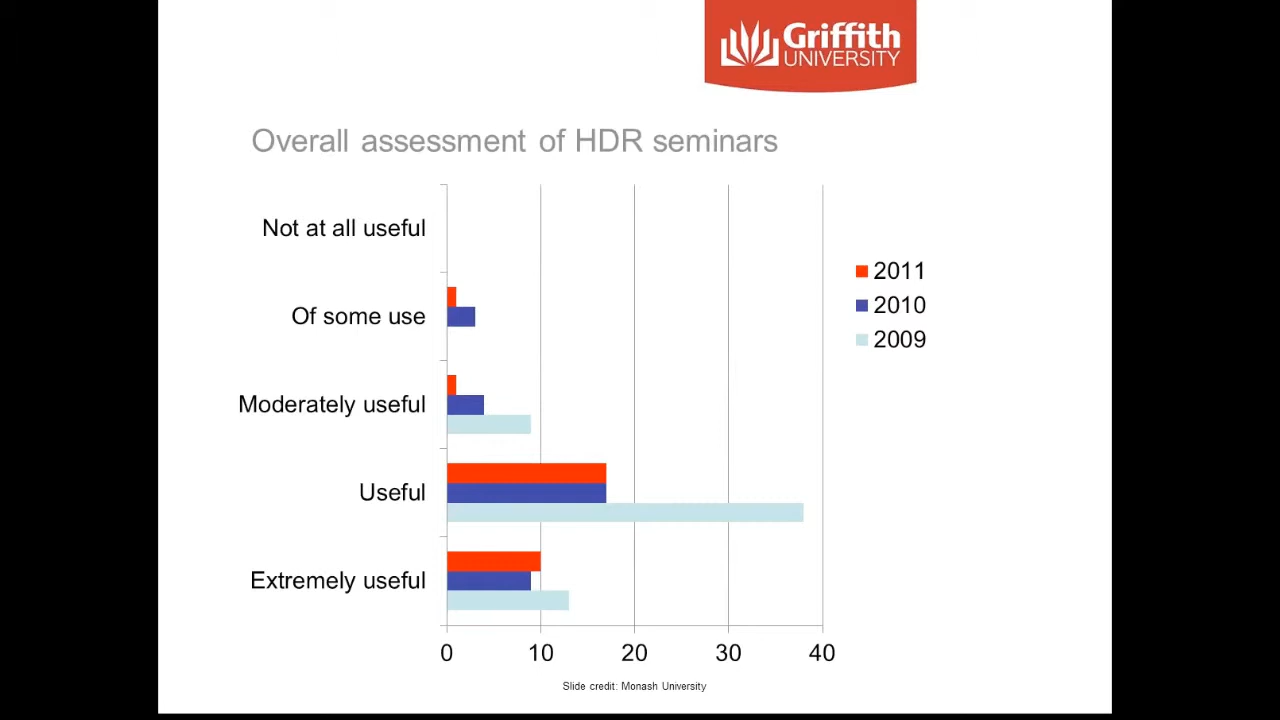 Griffith
UNIVERSITY
Overall assessment of HDR seminars
Not at all useful
Of some use
Moderately useful
Useful
Extremely useful
2011
2010
2009
0 10 20 30 40
Slide credit: Monash University